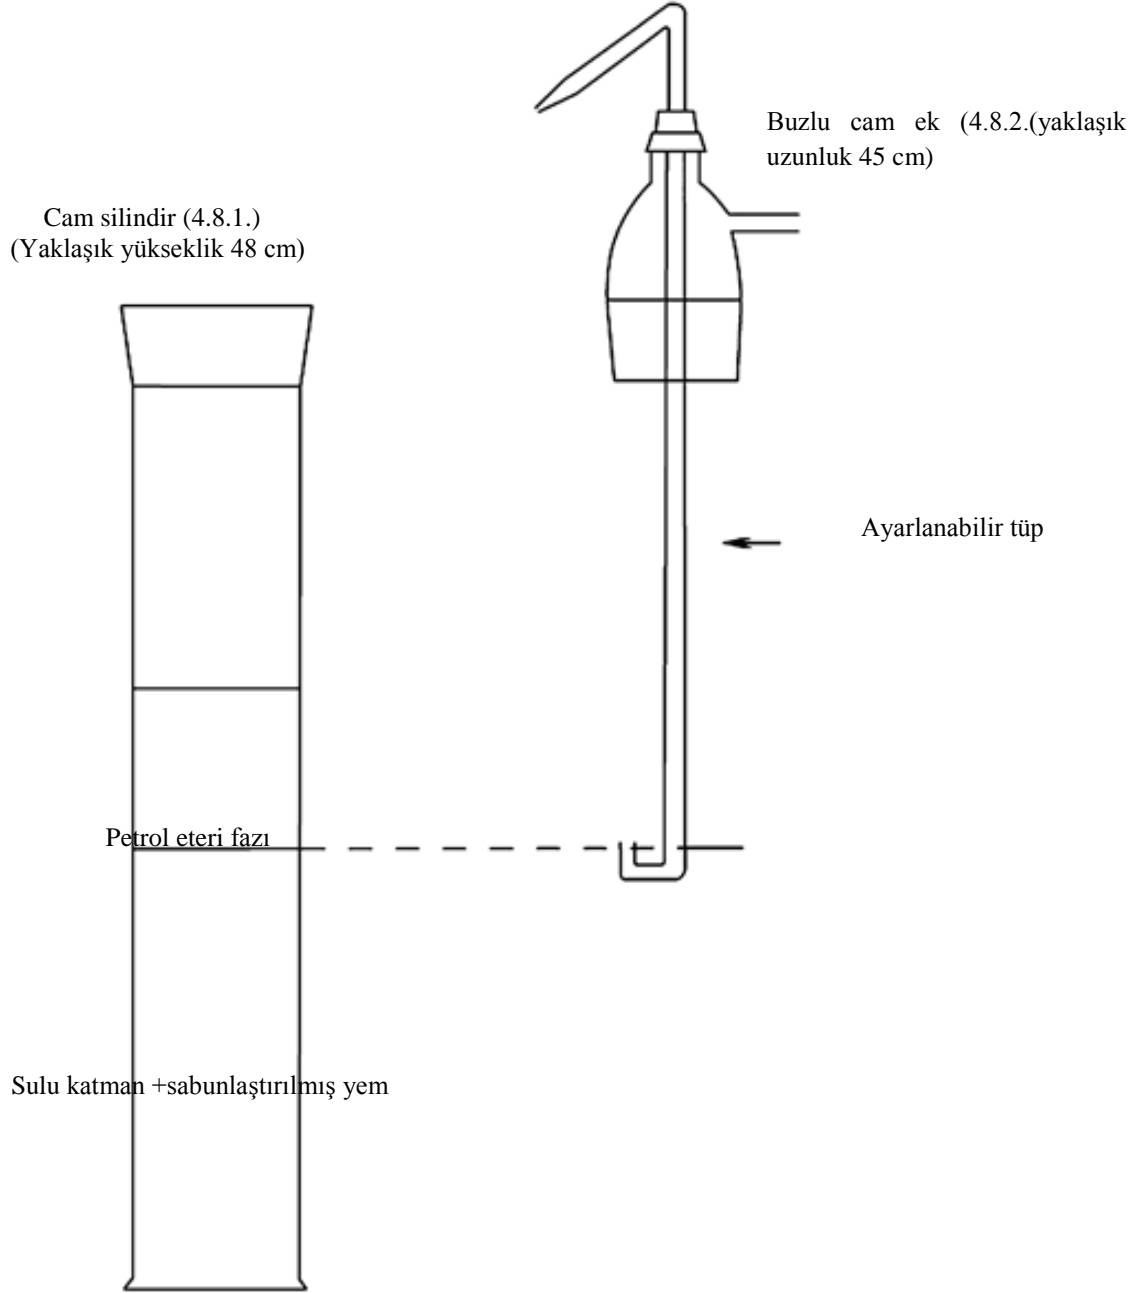 Buzlu cam ek (4.8.2.(yaklaşık
uzunluk 45 cm)
Cam silindir (4.8.1.)
(Yaklaşık yükseklik 48 cm)
Ayarlanabilir tüp
Petrol eteri fazı
Sulu katman +sabunlaştırılmış yem